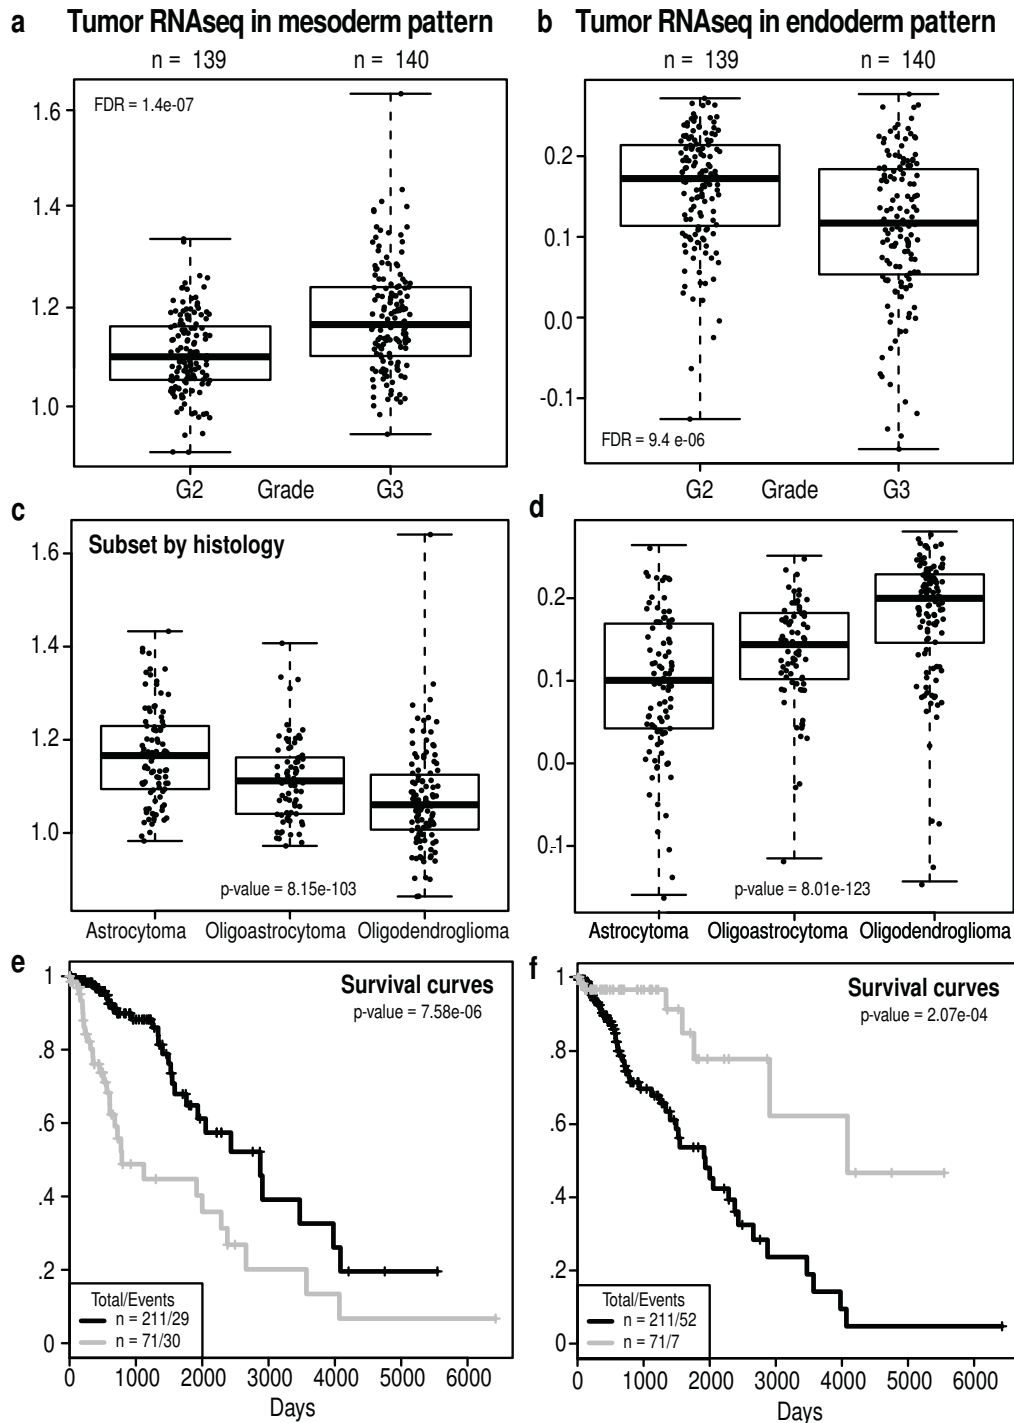 a Tumor RNAseq in mesoderm pattern
n = 139 n = 140
FDR = 1.4e-07
1.6
1.4
1.2
1.0
G2 Grade G3
b Tumor RNAseq in endoderm pattern
n = 139 n = 140
0.2
0.1
0.0
-0.1
FDR = 9.4 e-06
G2 Grade G3
c
Subset by histology
1.6
1.4
1.2
1.0
p-value = 8.15e-103
Astrocytoma Oligoastrocytoma Oligodendroglioma
d
0.2
0.1
0.0
0.-1
p-value = 8.01e-123
Astrocytoma Oligoastrocytoma Oligodendroglioma
e
Survival curves
p-value = 7.58e-06
1
.8
.6
.4
.2
0
Total/Events
n = 211/29
n = 71/30
0 1000 2000 3000 4000 5000 6000
Days
f
Survival curves
p-value = 2.07e-04
1
.8
.6
.4
.2
0
Total/Events
n = 211/52
n = 71/7
0 1000 2000 3000 4000 5000 6000
Days